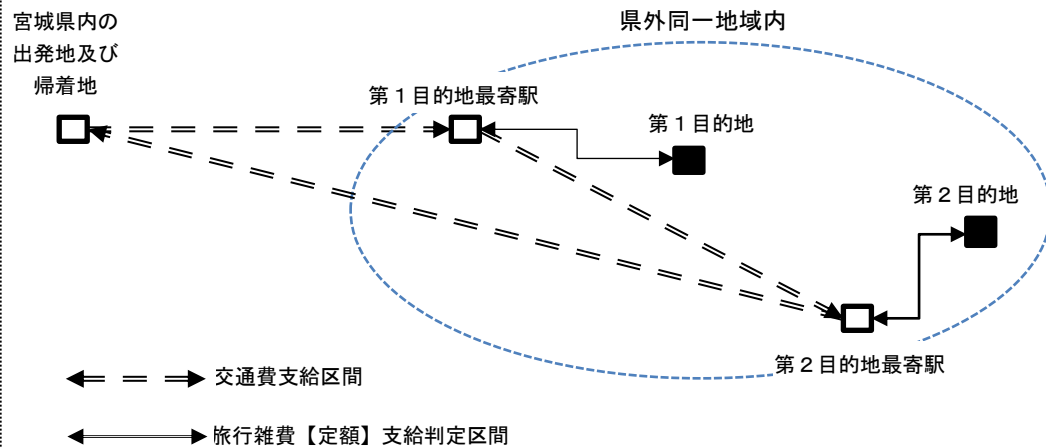 宮城県内の
出発地及び
帰着地
県外同一地域内
第1目的地最寄駅
第1目的地
第2目的地
第2目的地最寄駅
交通費支給区間
旅行雑費【定額】支給判定区間